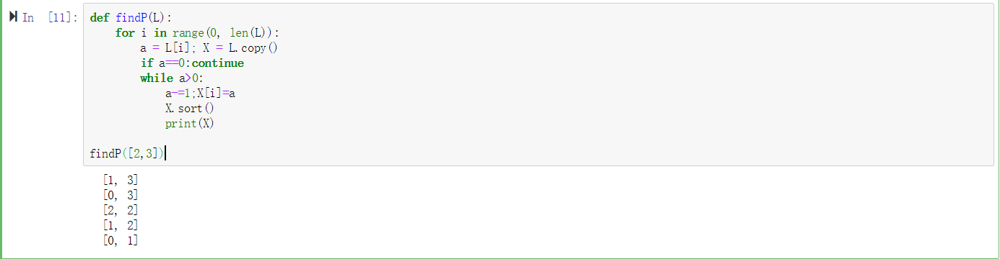 In [11]:
def findP(L):
    for i in range(0, len(L)):
        a = L[i]; X = L.copy()
        if a==0:continue
        while a>0:
            a-=1;X[i]=a
            X.sort()
            print(X)
findP([2,3])
[1, 3]
[0, 3]
[2, 2]
[1, 2]
[0, 1]